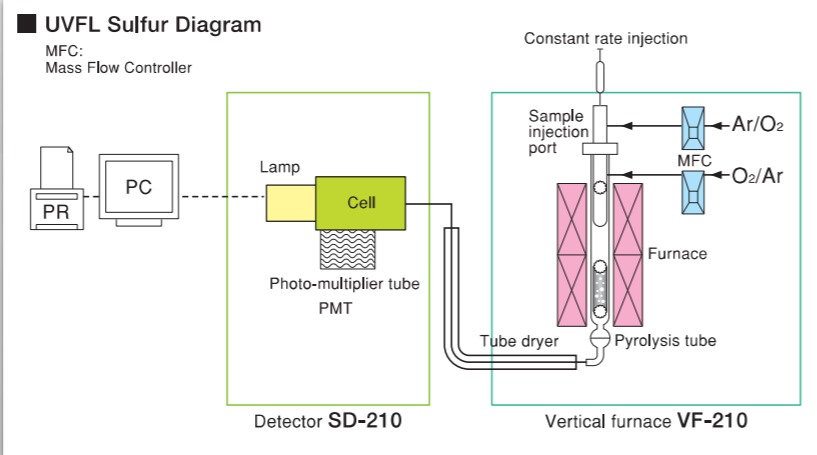 UVFL Sulfur Diagram
MFC:
Mass Flow Controller
Constant rate injection
Sample
injection
port
Ar/O₂
MFC
O₂/Ar
Lamp
PC
PR
Cell
Furnace
Photo-multiplier tube
PMT
Tube dryer
Pyrolysis tube
Detector SD-210
Vertical furnace VF-210